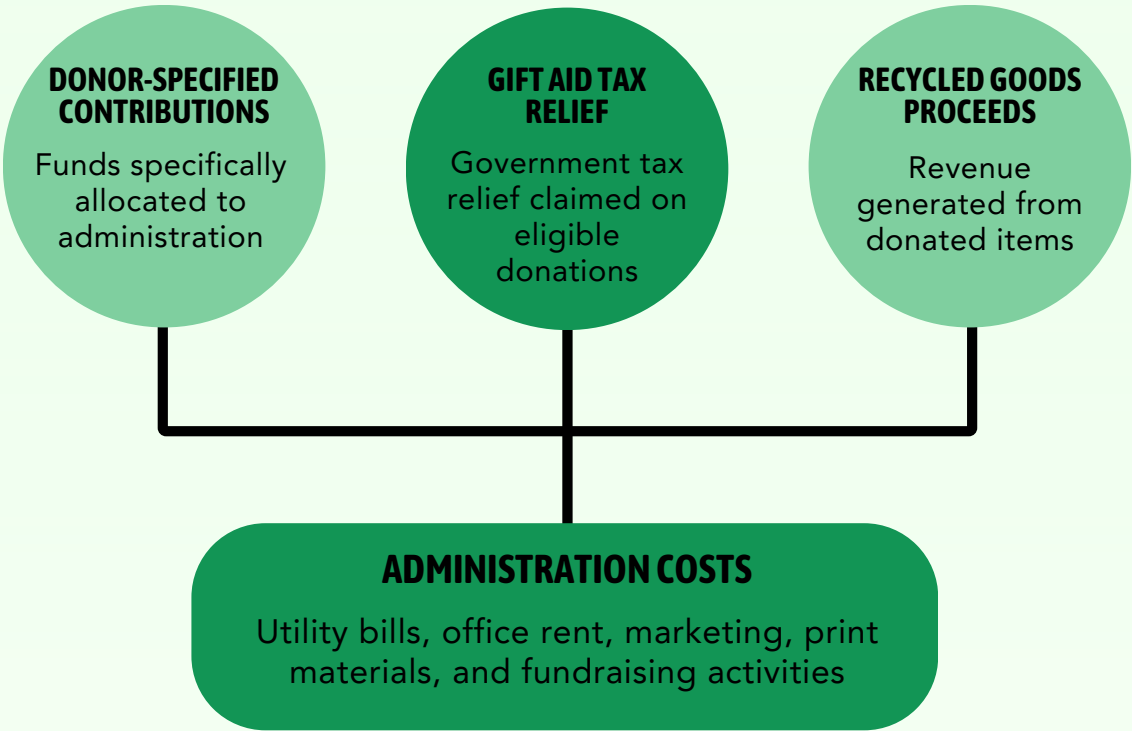 DONOR-SPECIFIED
CONTRIBUTIONS
Funds specifically
allocated to
administration
GIFT AID TAX
RELIEF
Government tax
relief claimed on
eligible
donations
RECYCLED GOODS
PROCEEDS
Revenue
generated from
donated items
ADMINISTRATION COSTS
Utility bills, office rent, marketing, print
materials, and fundraising activities